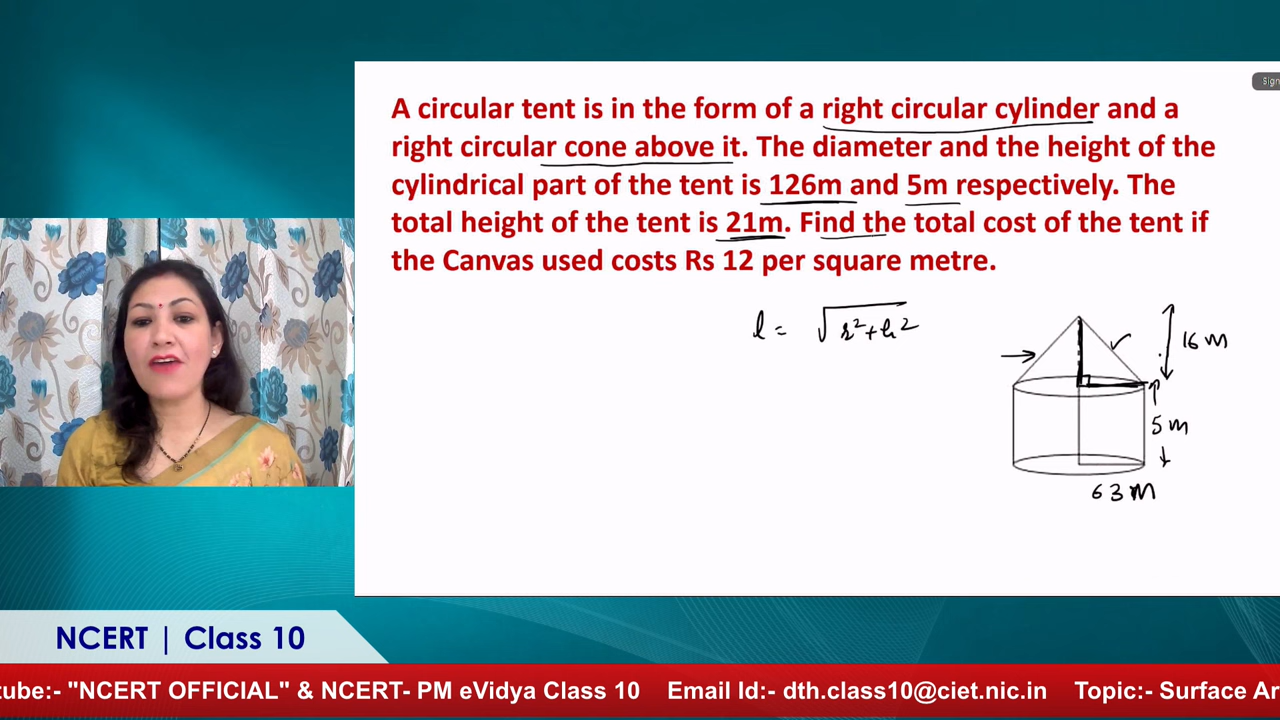 Sign
A circular tent is in the form of a right circular cylinder and a
right circular cone above it. The diameter and the height of the
cylindrical part of the tent is 126m and 5m respectively. The
total height of the tent is 21m. Find the total cost of the tent if
the Canvas used costs Rs 12 per square metre.
l = √r²+h²
16 m
5 m
63 m
NCERT | Class 10
tube:- "NCERT OFFICIAL" & NCERT- PM eVidya Class 10 Email Id:- dth.class10@ciet.nic.in Topic:- Surface Ar